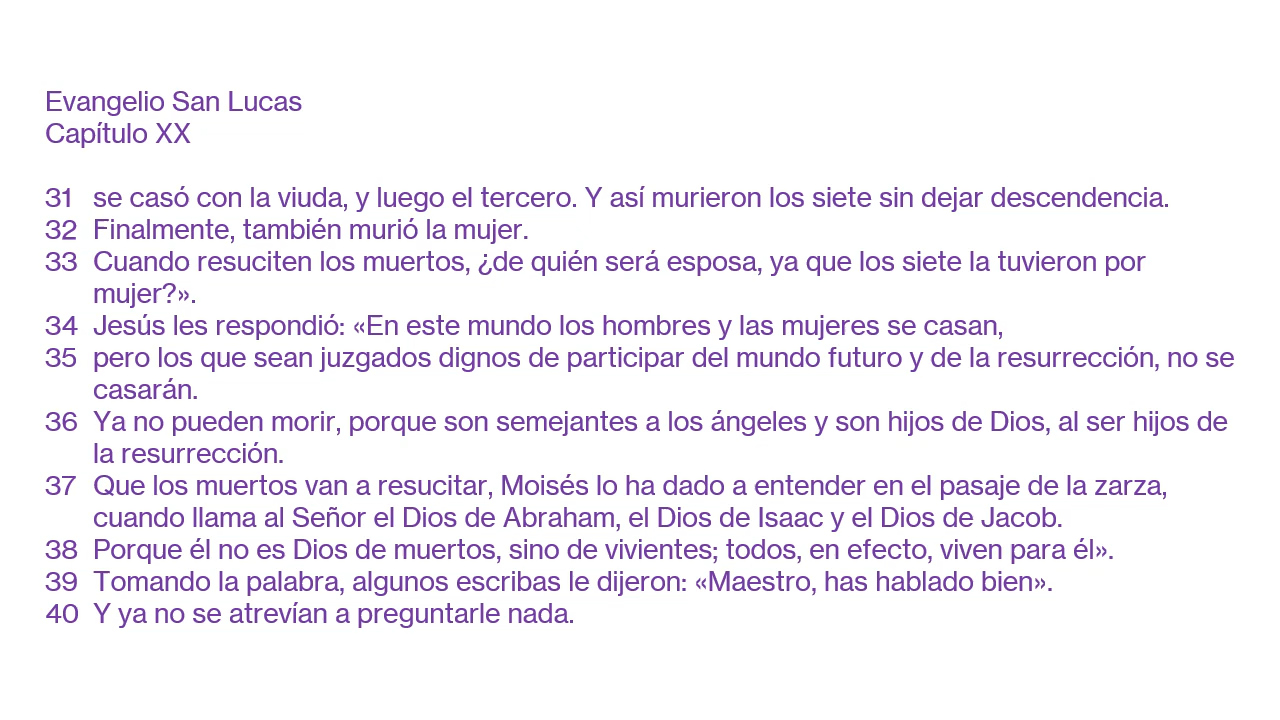 Evangelio San Lucas
Capítulo XX
31 se casó con la viuda, y luego el tercero. Y así murieron los siete sin dejar descendencia.
32 Finalmente, también murió la mujer.
33 Cuando resuciten los muertos, ¿de quién será esposa, ya que los siete la tuvieron por
mujer?».
34 Jesús les respondió: «En este mundo los hombres y las mujeres se casan,
35 pero los que sean juzgados dignos de participar del mundo futuro y de la resurrección, no se
casarán.
36 Ya no pueden morir, porque son semejantes a los ángeles y son hijos de Dios, al ser hijos de
la resurrección.
37 Que los muertos van a resucitar, Moisés lo ha dado a entender en el pasaje de la zarza,
cuando llama al Señor el Dios de Abraham, el Dios de Isaac y el Dios de Jacob.
38 Porque él no es Dios de muertos, sino de vivientes; todos, en efecto, viven para él».
39 Tomando la palabra, algunos escribas le dijeron: «Maestro, has hablado bien».
40 Y ya no se atrevían a preguntarle nada.